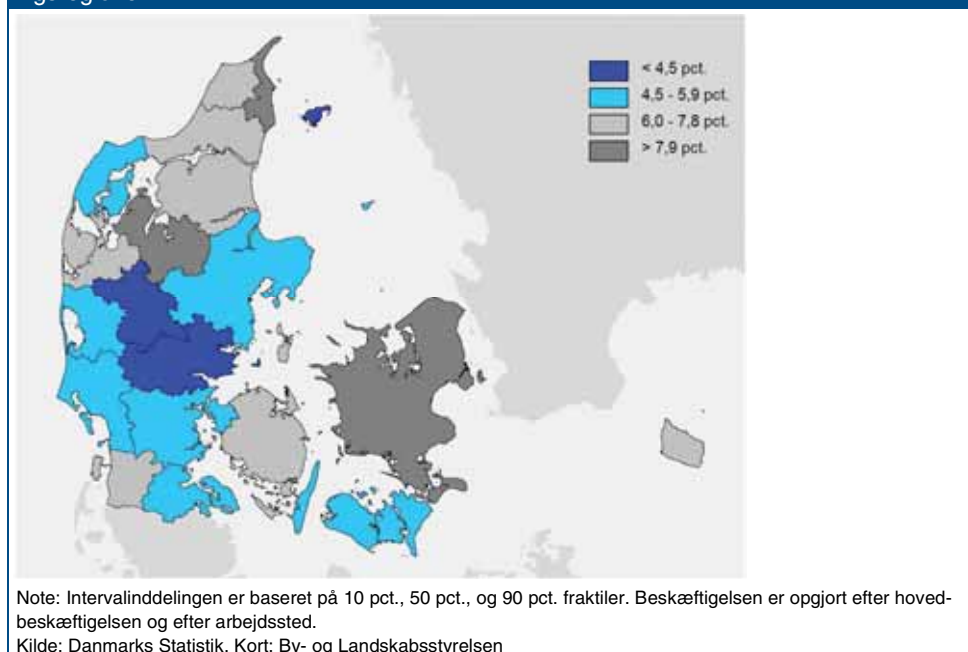 < 4,5 pct.
4,5 - 5,9 pct.
6,0 - 7,8 pct.
> 7,9 pct.
Note: Intervalinddelingen er baseret på 10 pct., 50 pct., og 90 pct. fraktiler. Beskæftigelsen er opgjort efter hoved-
beskæftigelsen og efter arbejdssted.
Kilde: Danmarks Statistik. Kort: By- og Landskabsstyrelsen